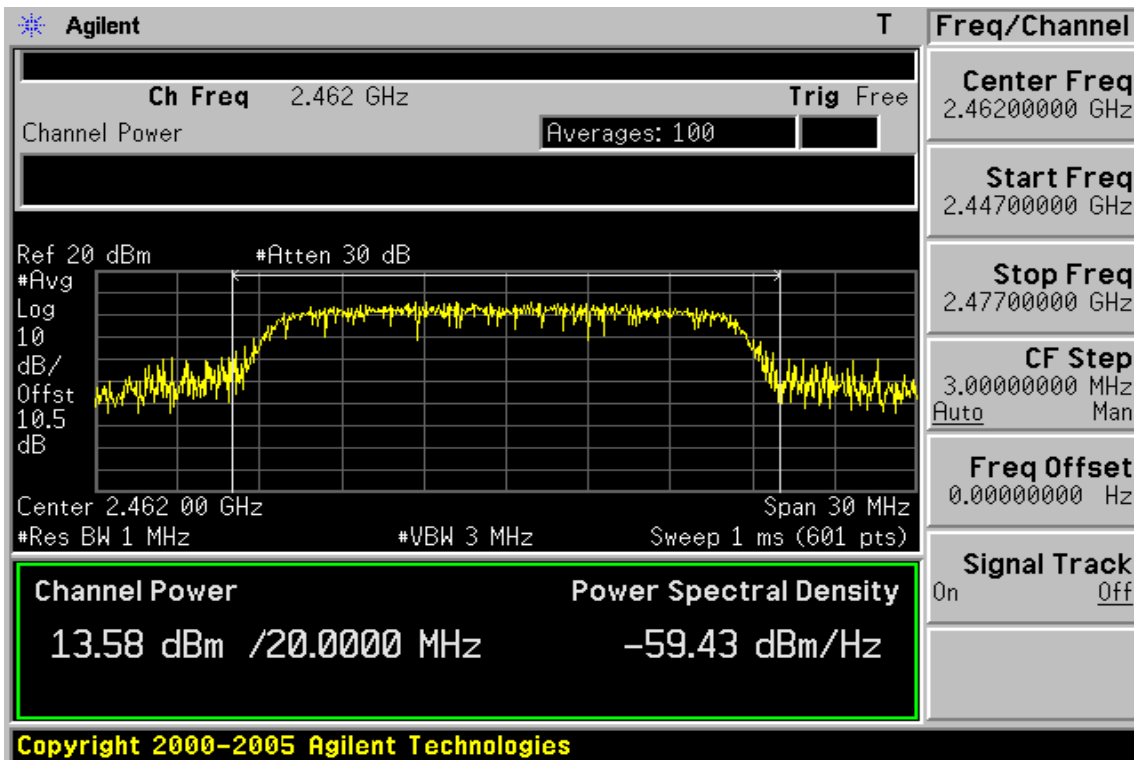 Agilent T Freq/Channel
Ch Freq 2.462 GHz Trig Free
Channel Power Averages: 100
Ref 20 dBm #Atten 30 dB
#Avg
Log
10
dB/
Offst
10.5
dB
Center 2.462 00 GHz Span 30 MHz
#Res BW 1 MHz #VBW 3 MHz Sweep 1 ms (601 pts)
Channel Power Power Spectral Density
13.58 dBm /20.0000 MHz -59.43 dBm/Hz
Center Freq
2.46200000 GHz
Start Freq
2.44700000 GHz
Stop Freq
2.47700000 GHz
CF Step
3.00000000 MHz
Auto Man
Freq Offset
0.00000000 Hz
Signal Track
On Off
Copyright 2000-2005 Agilent Technologies